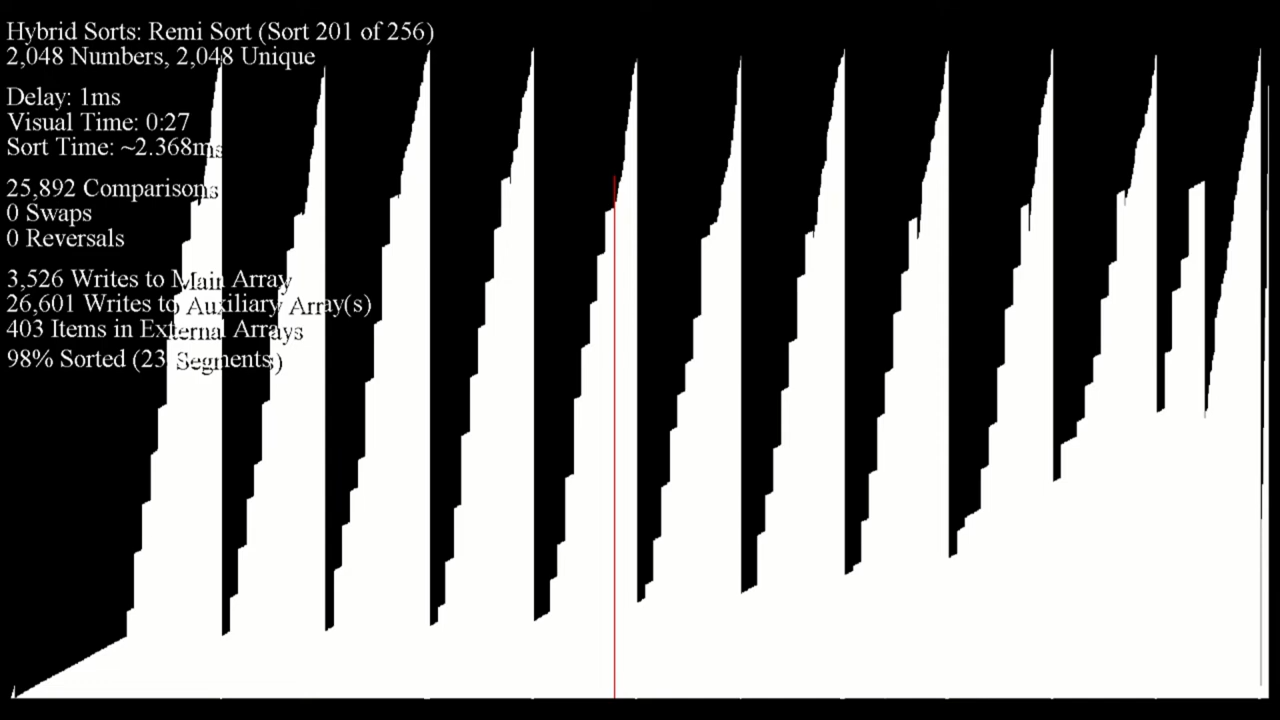 Hybrid Sorts: Remi Sort (Sort 201 of 256)
2,048 Numbers, 2,048 Unique
Delay: 1ms
Visual Time: 0:27
Sort Time: ~2.368ms
25,892 Comparisons
0 Swaps
0 Reversals
3,526 Writes to Main Array
26,601 Writes to Auxiliary Array(s)
403 Items in External Arrays
98% Sorted (23 Segments)